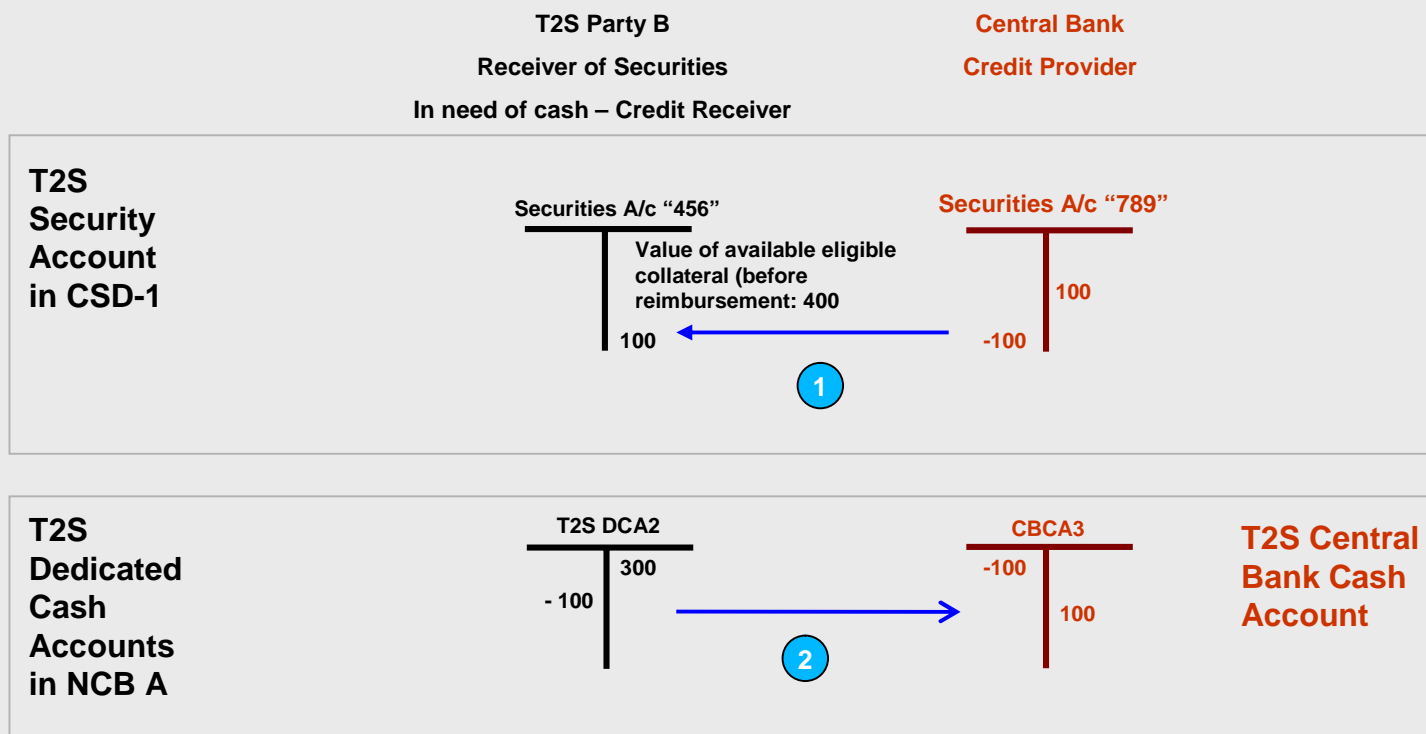 T2S Party B
Receiver of Securities
In need of cash – Credit Receiver
Central Bank
Credit Provider
T2S
Security
Account
in CSD-1
Securities A/c “456”
Value of available eligible
collateral (before
reimbursement: 400
100
Securities A/c “789”
100
-100
1
T2S
Dedicated
Cash
Accounts
in NCB A
T2S DCA2
300
- 100
CBCA3
-100
100
2
T2S Central
Bank Cash
Account